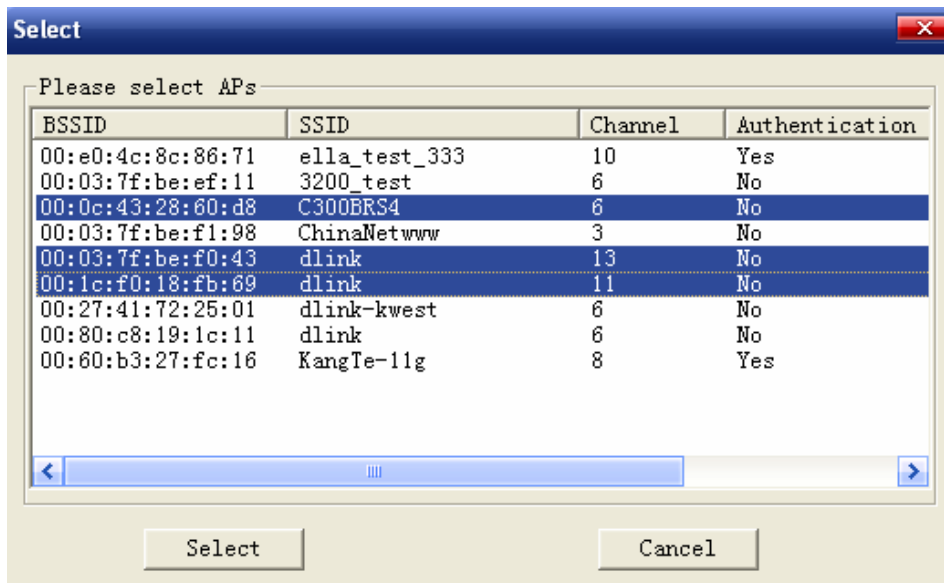 Select
Please select APs
BSSID SSID Channel Authentication
00:e0:4c:8c:86:71 ella_test_333 10 Yes
00:03:7f:be:ef:11 3200_test 6 No
00:0c:43:28:60:d8 C300BRS4 6 No
00:03:7f:be:f1:98 ChinaNetwww 3 No
00:03:7f:be:f0:43 dlink 13 No
00:1c:f0:18:fb:69 dlink 11 No
00:27:41:72:25:01 dlink-kwest 6 No
00:80:c8:19:1c:11 dlink 6 No
00:60:b3:27:fc:16 KangTe-11g 8 Yes
Select Cancel